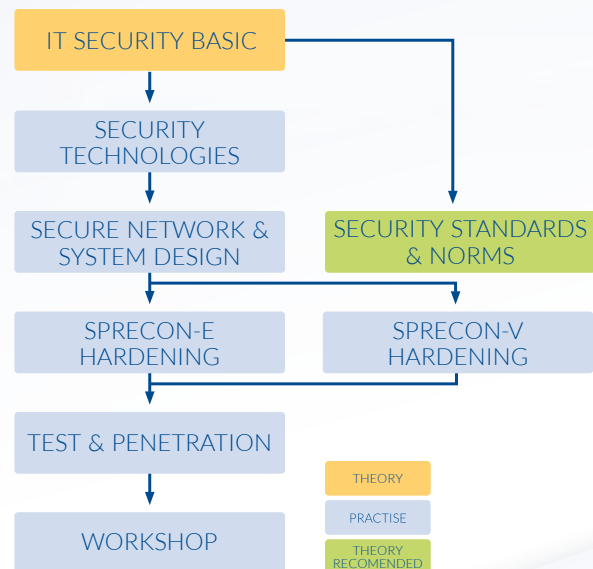 IT SECURITY BASIC
SECURITY
TECHNOLOGIES
SECURE NETWORK &
SYSTEM DESIGN
SECURITY STANDARDS
& NORMS
SPRECON-E
HARDENING
SPRECON-V
HARDENING
TEST & PENETRATION
WORKSHOP
THEORY
PRACTISE
THEORY
RECOMENDED